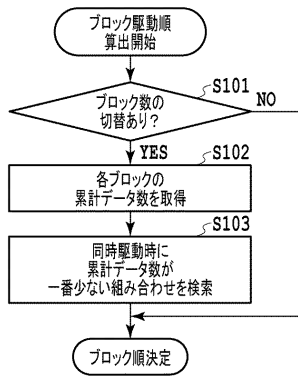 ブロック駆動順
算出開始
S101
ブロック数の
切替あり?
NO
YES
S102
各ブロックの
累計データ数を取得
S103
同時駆動時に
累計データ数が
一番少ない組み合わせを検索
ブロック順決定